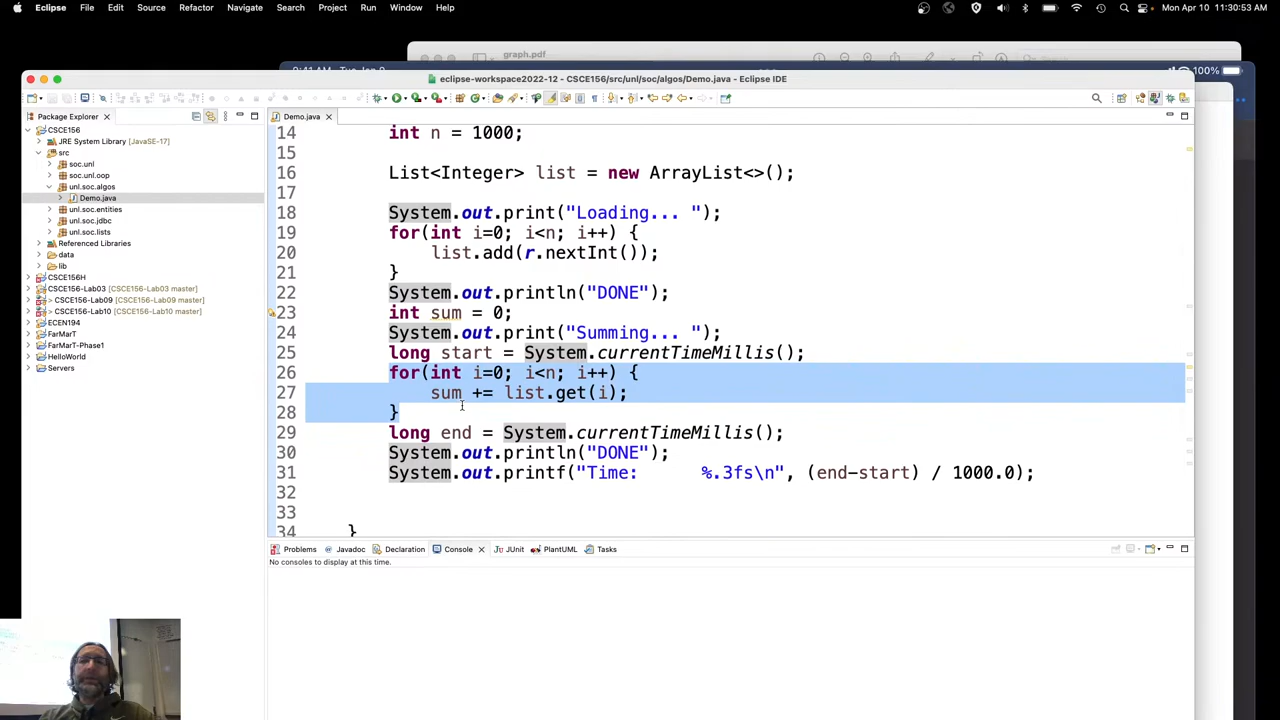 Eclipse File Edit Source Refactor Navigate Search Project Run Window Help Mon Apr 10 11:30:53 AM
graph.pdf
100%
eclipse-workspace2022-12 - CSCE156/src/unl/soc/algos/Demo.java - Eclipse IDE
Package Explorer
CSCE156
JRE System Library [JavaSE-17]
src
soc.unl
unl.oop
unl.soc.algos
Demo.java
unl.soc.entities
unl.soc.jdbc
unl.soc.lists
Referenced Libraries
data
lib
CSCE156H
CSCE156-Lab03 [CSCE156-Lab03 master]
> CSCE156-Lab09 [CSCE156-Lab09 master]
> CSCE156-Lab10 [CSCE156-Lab10 master]
ECEN194
FarMarT
FarMarT-Phase1
HelloWorld
Servers
Demo.java
14 int n = 1000;
15
16 List<Integer> list = new ArrayList<>();
17
18 System.out.print("Loading... ");
19 for(int i=0; i<n; i++) {
20 list.add(r.nextInt());
21 }
22 System.out.println("DONE");
23 int sum = 0;
24 System.out.print("Summing... ");
25 long start = System.currentTimeMillis();
26 for(int i=0; i<n; i++) {
27 sum += list.get(i);
28 }
29 long end = System.currentTimeMillis();
30 System.out.println("DONE");
31 System.out.printf("Time: %.3fs\n", (end-start) / 1000.0);
32
33
34 }
Problems Javadoc Declaration Console JUnit PlantUML Tasks
No consoles to display at this time.